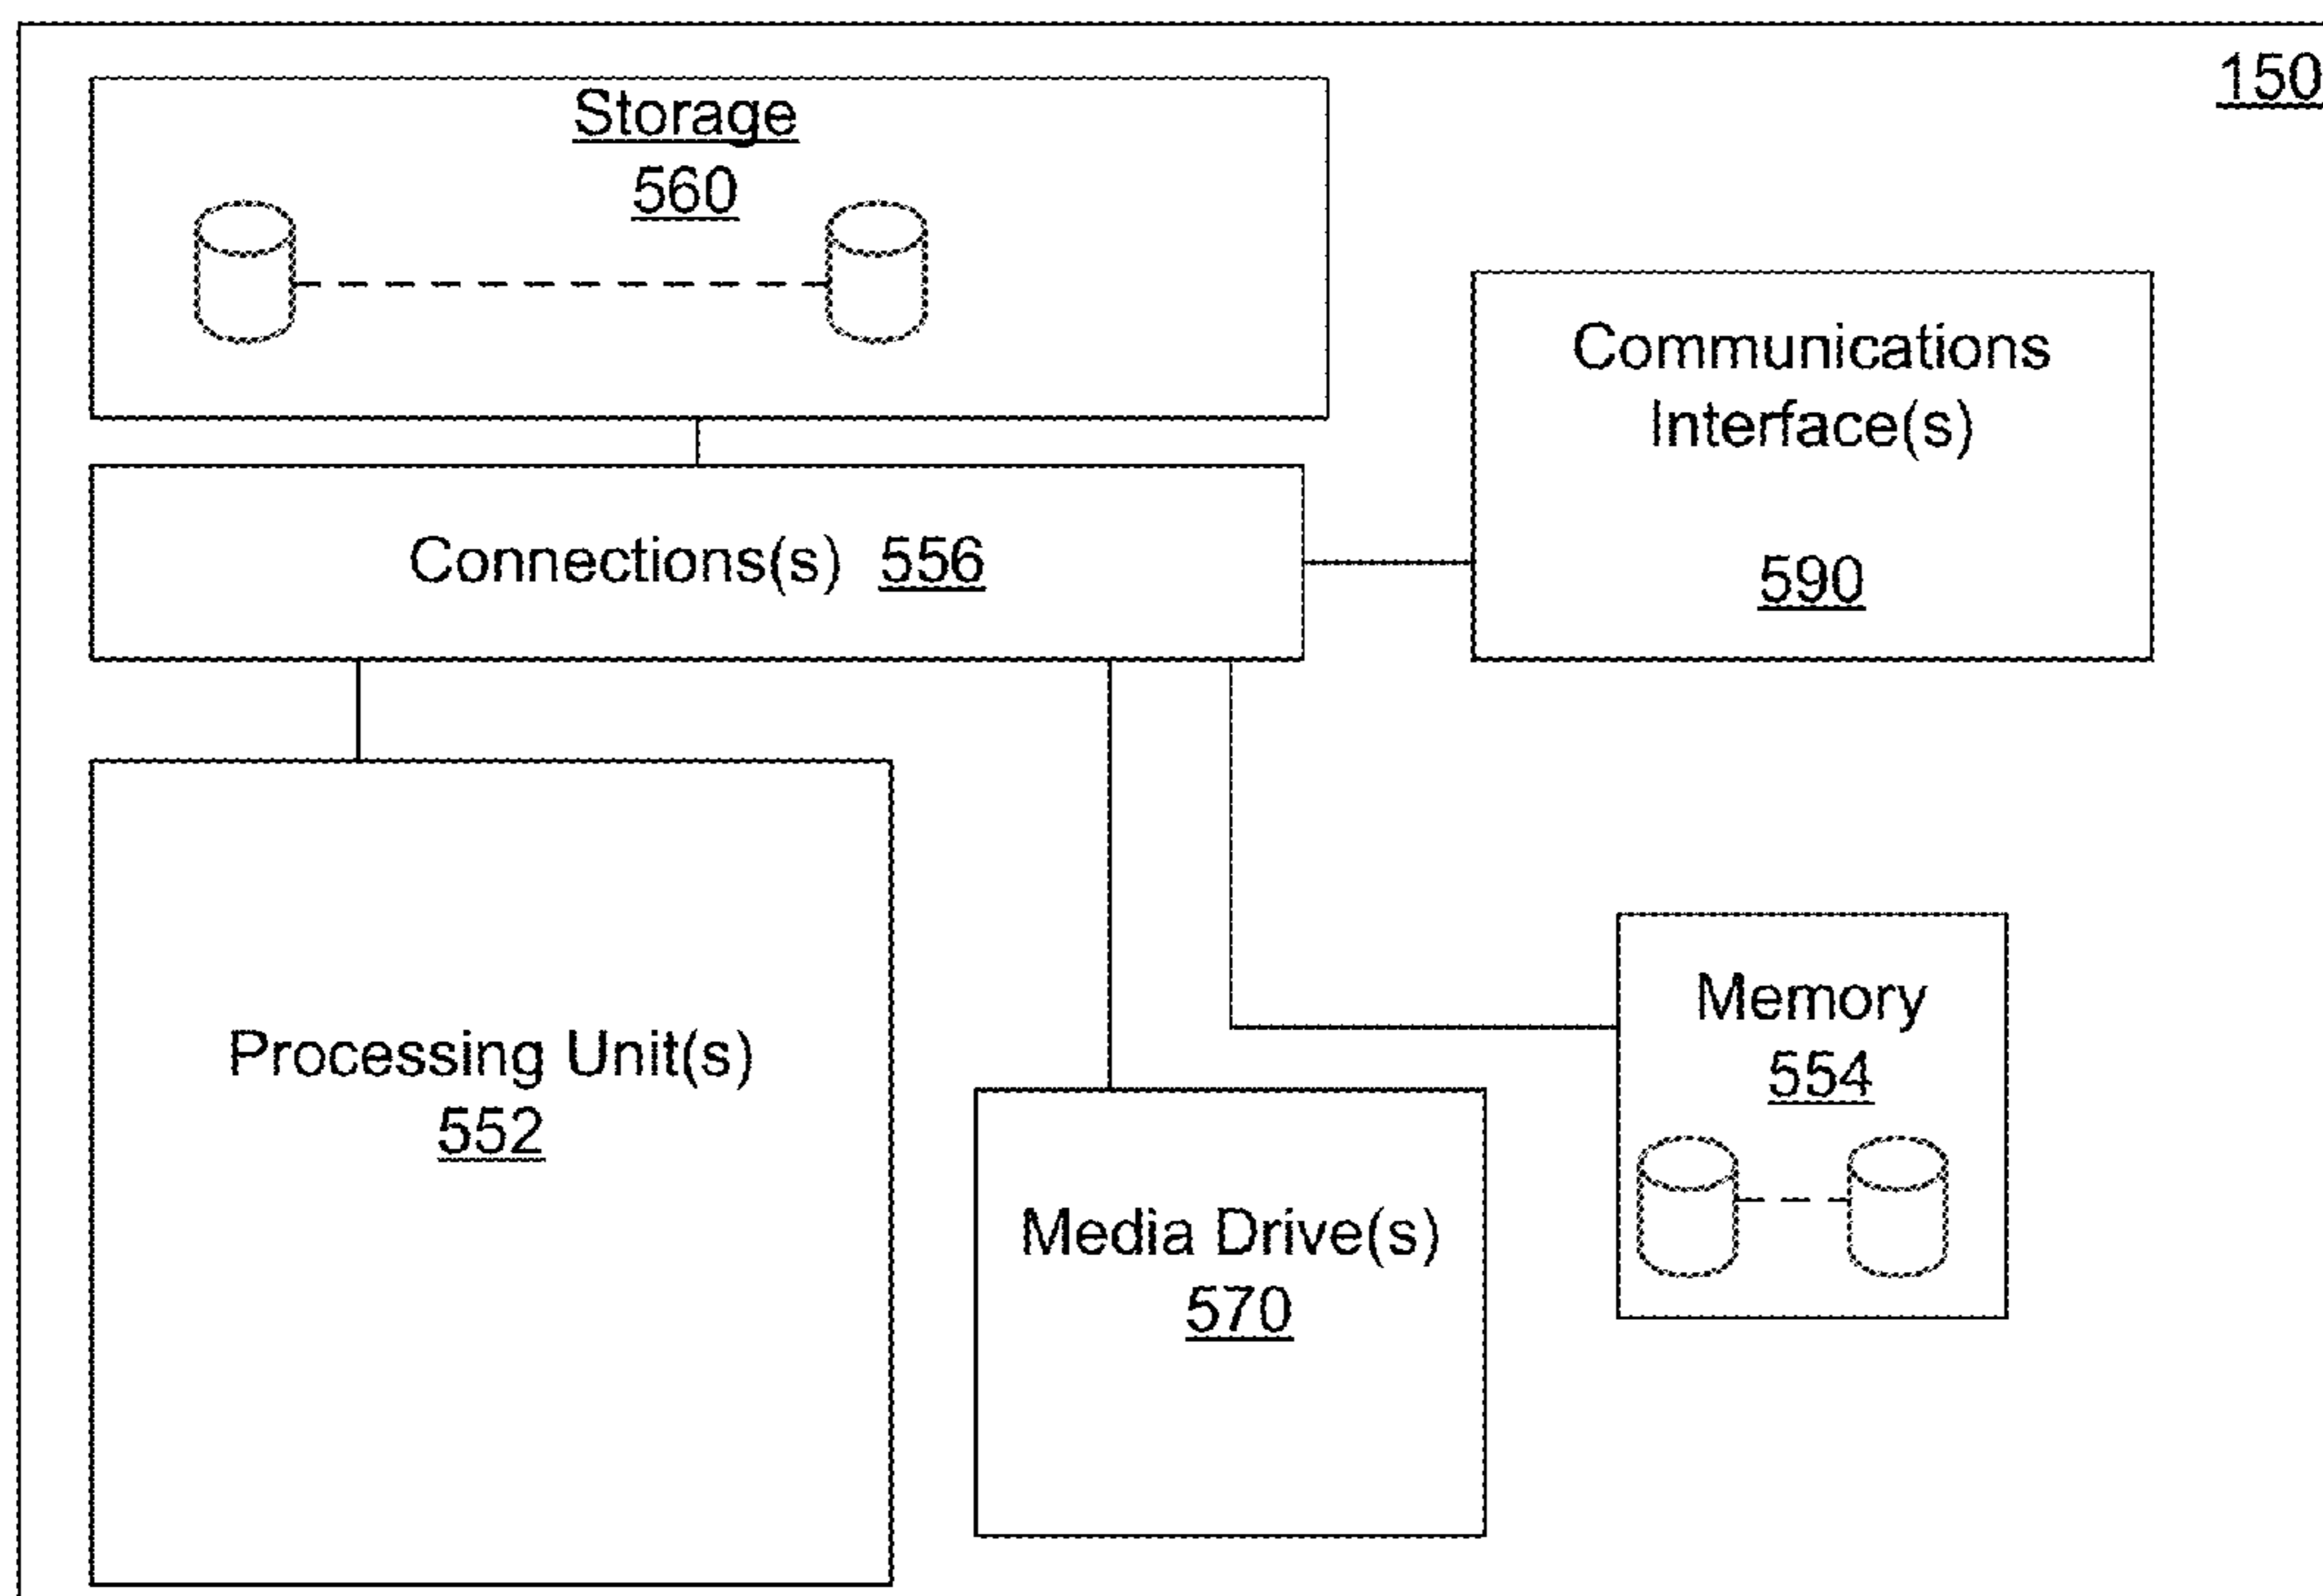 150
Storage
560
Communications
Interface(s)
590
Connections(s) 556
Processing Unit(s)
552
Memory
554
Media Drive(s)
570